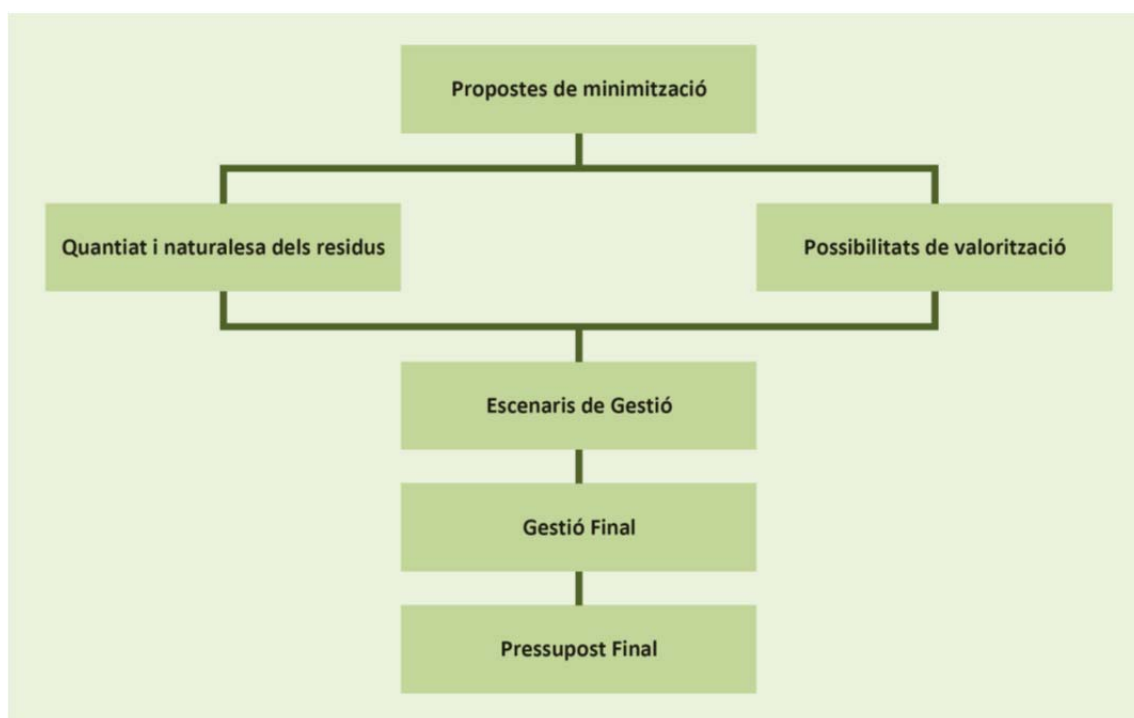 Propostes de minimització
Quantiat i naturalesa dels residus
Possibilitats de valorització
Escenaris de Gestió
Gestió Final
Pressupost Final